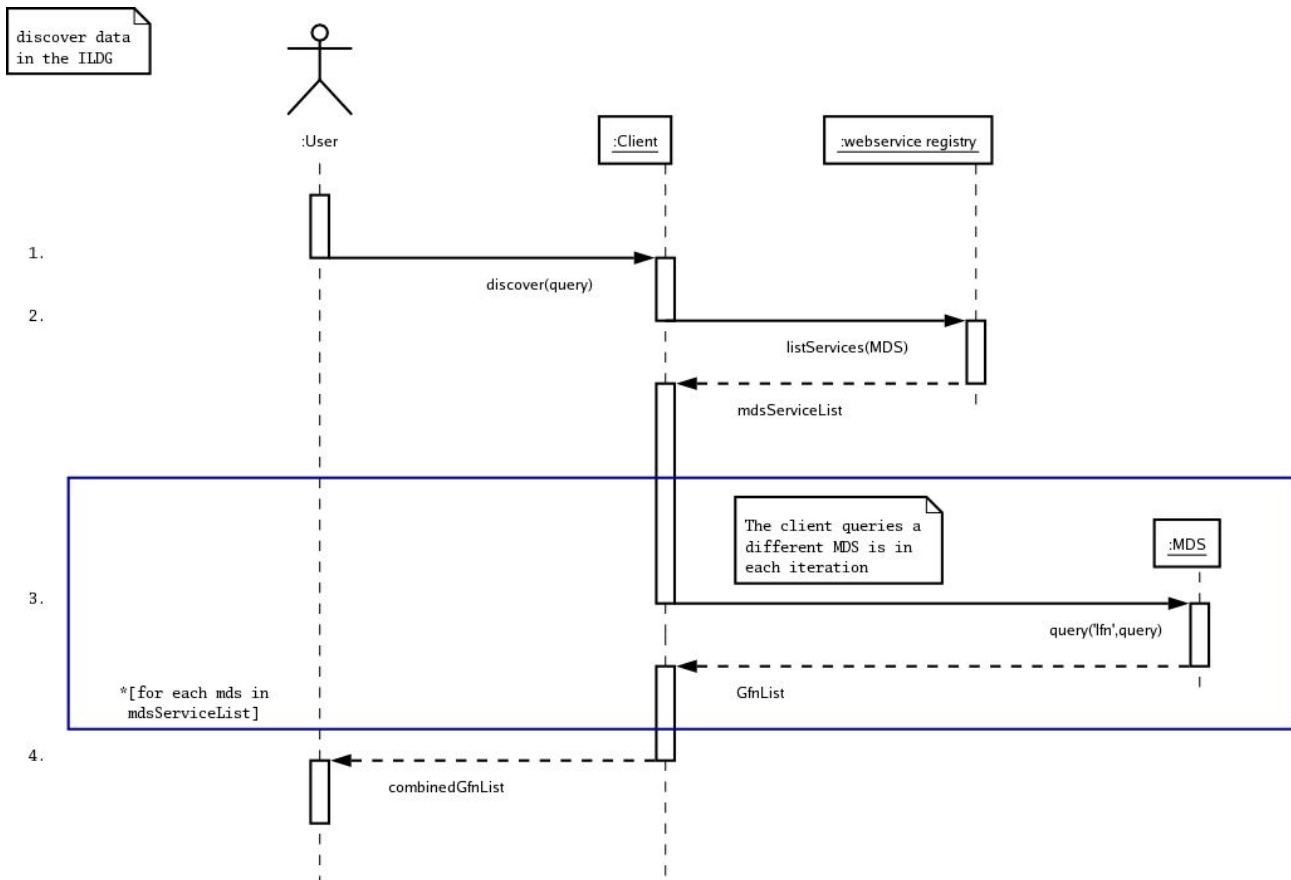 discover data
in the ILDG
:User
:Client
:webservice registry
1.
discover(query)
2.
listServices(MDS)
mdsServiceList
The client queries a
different MDS is in
each iteration
:MDS
3.
query('lfn',query)
*[for each mds in
mdsServiceList]
GfnList
4.
combinedGfnList